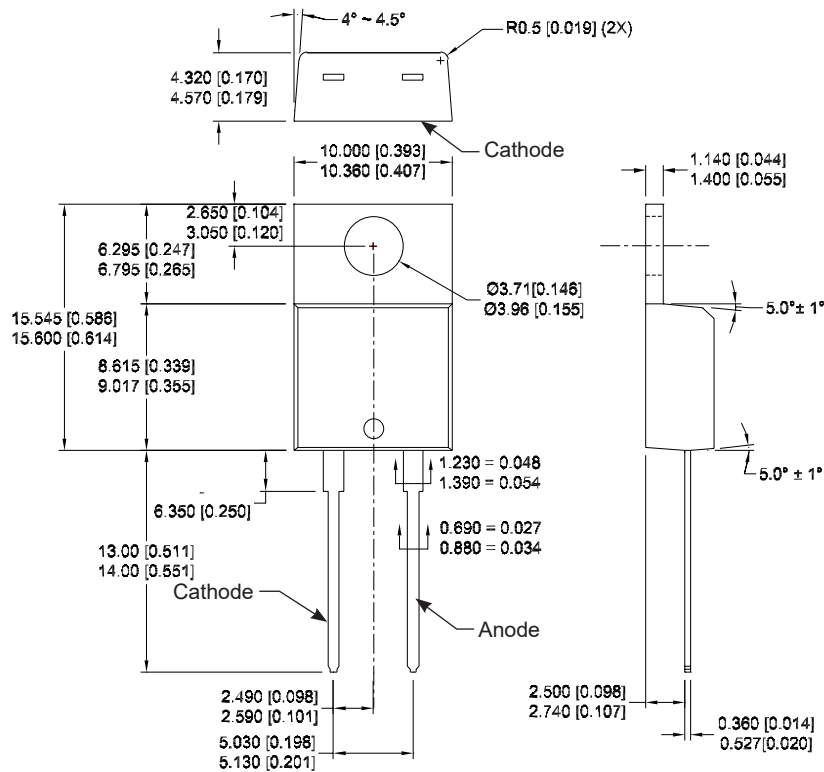 4° ~ 4.5°
R0.5 [0.019] (2X)
4.320 [0.170]
4.570 [0.179]
Cathode
10.000 [0.393]
10.360 [0.407]
1.140 [0.044]
1.400 [0.055]
2.650 [0.104]
3.050 [0.120]
6.295 [0.247]
6.795 [0.265]
Ø3.71[0.146]
Ø3.96 [0.155]
5.0°± 1°
15.545 [0.586]
15.600 [0.614]
8.615 [0.339]
9.017 [0.355]
1.230 = 0.048
1.390 = 0.054
5.0° ± 1°
6.350 [0.250]
0.690 = 0.027
0.880 = 0.034
13.00 [0.511]
14.00 [0.551]
Cathode
Anode
2.490 [0.098]
2.590 [0.101]
2.500 [0.098]
2.740 [0.107]
5.030 [0.198]
5.130 [0.201]
0.360 [0.014]
0.527[0.020]